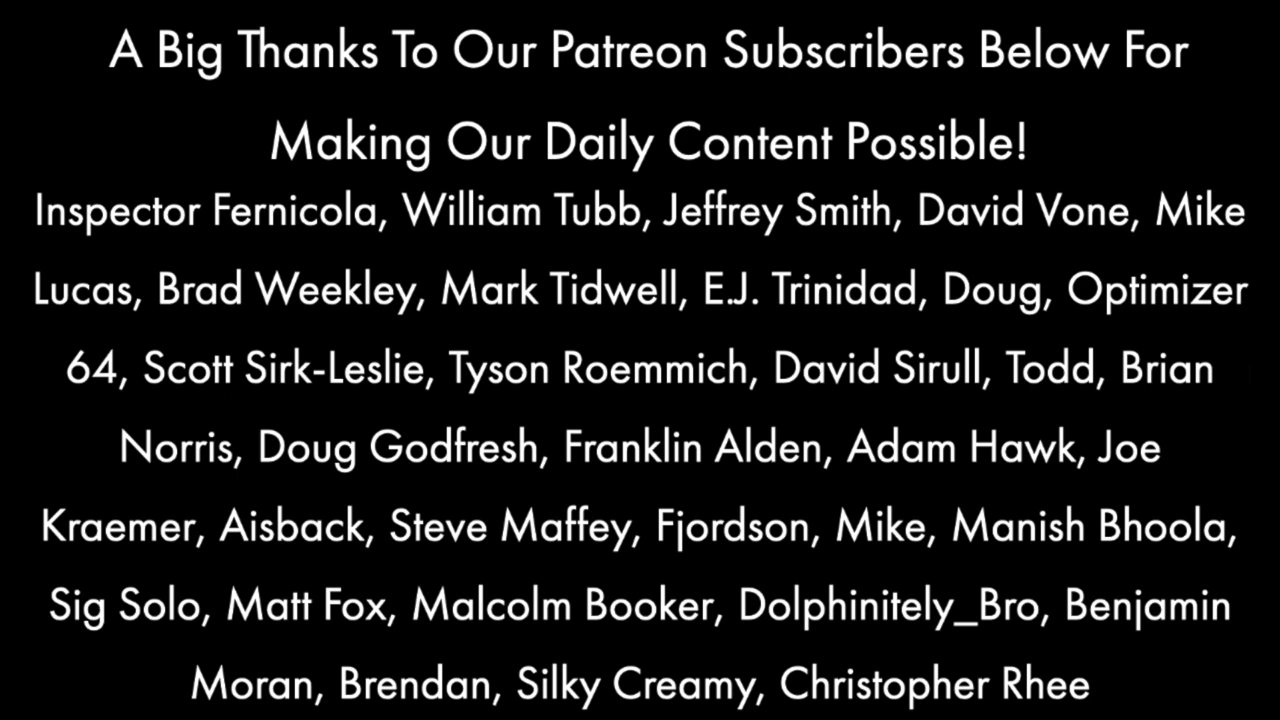 A Big Thanks To Our Patreon Subscribers Below For
Making Our Daily Content Possible!
Inspector Fernicola, William Tubb, Jeffrey Smith, David Vone, Mike
Lucas, Brad Weekley, Mark Tidwell, E.J. Trinidad, Doug, Optimizer
64, Scott Sirk-Leslie, Tyson Roemmich, David Sirull, Todd, Brian
Norris, Doug Godfresh, Franklin Alden, Adam Hawk, Joe
Kraemer, Aisback, Steve Maffey, Fjordson, Mike, Manish Bhoola,
Sig Solo, Matt Fox, Malcolm Booker, Dolphinitely_Bro, Benjamin
Moran, Brendan, Silky Creamy, Christopher Rhee